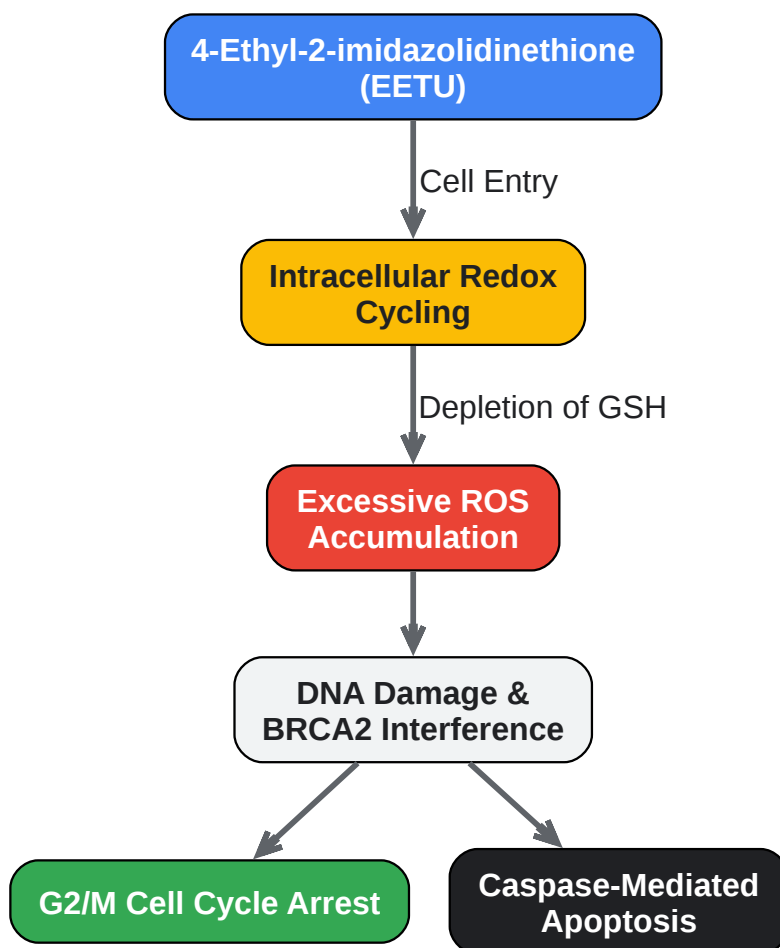 4-Ethyl-2-imidazolidinethione
(EETU)
Cell Entry
Intracellular Redox
Cycling
Depletion of GSH
Excessive ROS
Accumulation
DNA Damage &
BRCA2 Interference
G2/M Cell Cycle Arrest
Caspase-Mediated
Apoptosis